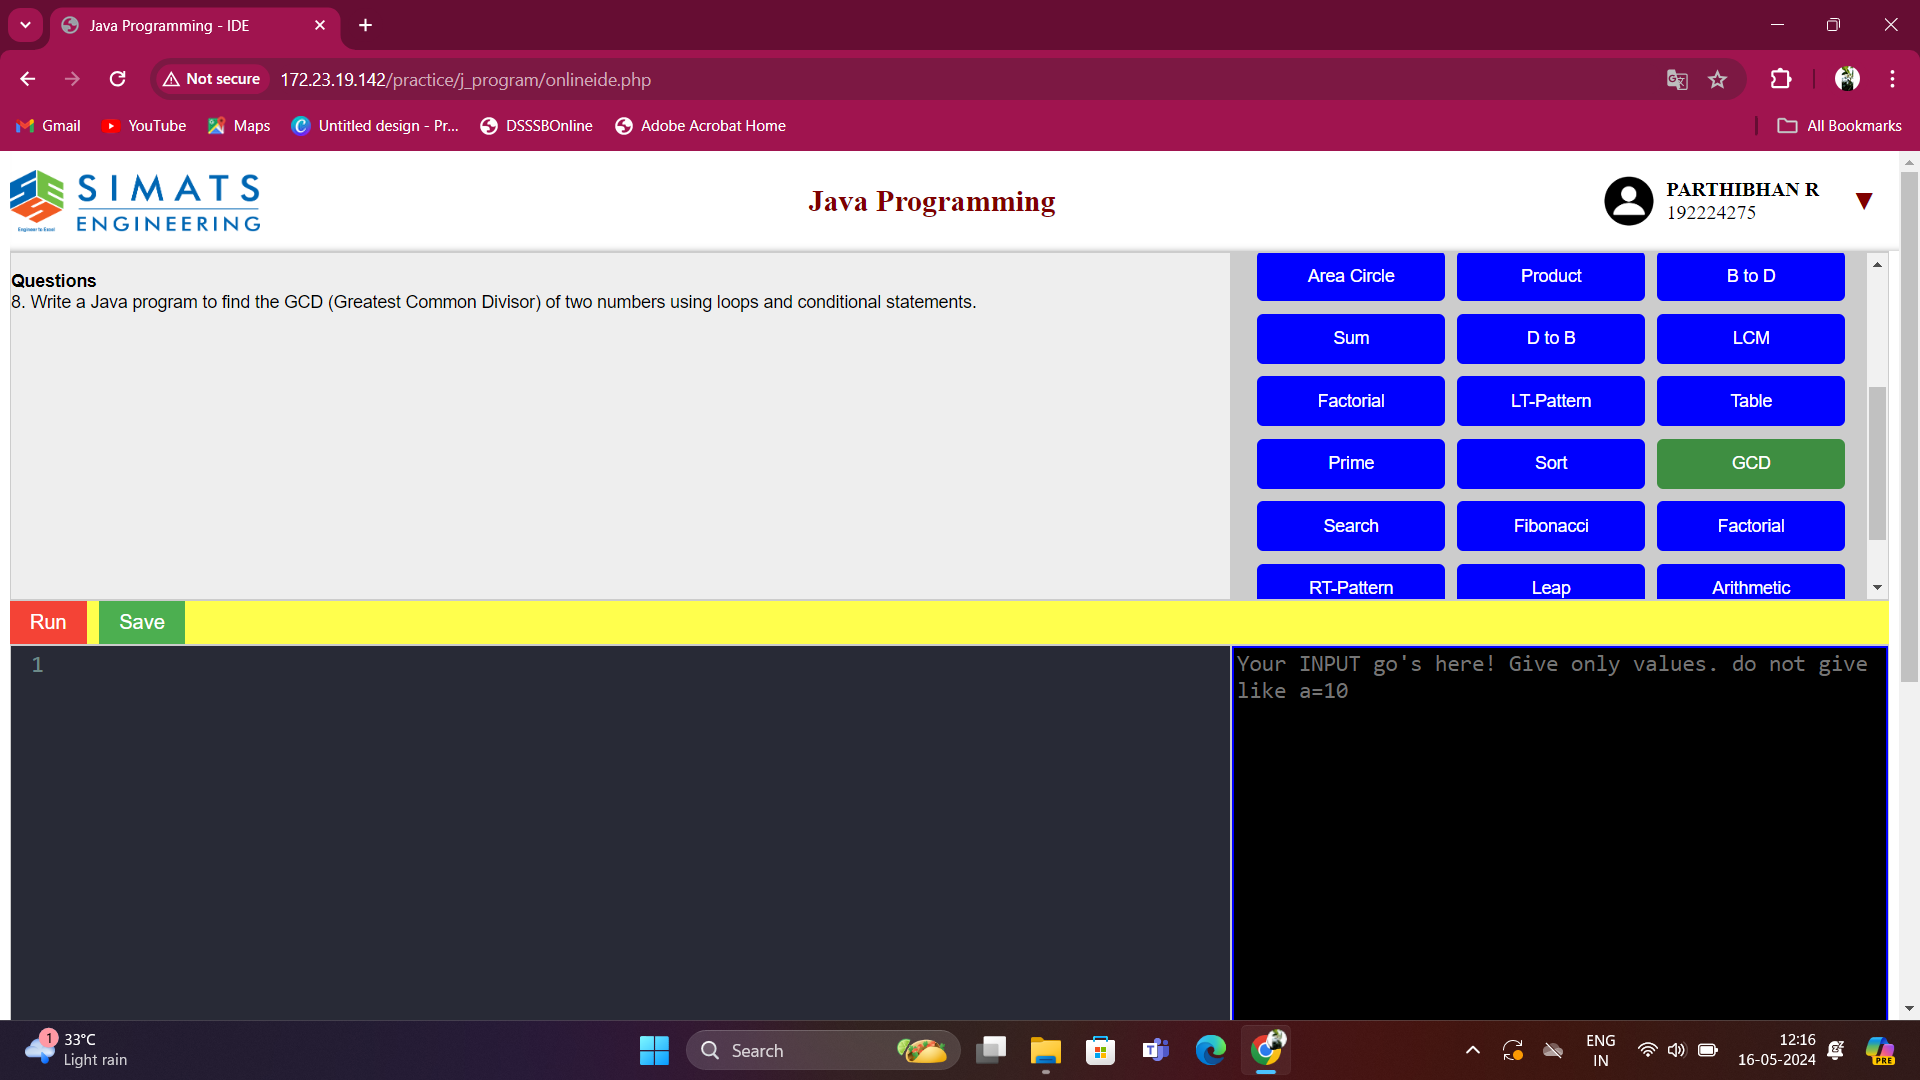 Java Programming - IDE
Not secure
172.23.19.142/practice/j_program/onlineide.php
Gmail
YouTube
Maps
Untitled design - Pr...
DSSSBOnline
Adobe Acrobat Home
All Bookmarks
SIMATS
ENGINEERING
Engineer to Excel
Java Programming
PARTHIBHAN R
192224275
Questions
8. Write a Java program to find the GCD (Greatest Common Divisor) of two numbers using loops and conditional statements.
Area Circle
Product
B to D
Sum
D to B
LCM
Factorial
LT-Pattern
Table
Prime
Sort
GCD
Search
Fibonacci
Factorial
RT-Pattern
Leap
Arithmetic
Run
Save
1
Your INPUT go's here! Give only values. do not give
like a=10
1
33°C
Light rain
Search
ENG
IN
12:16
16-05-2024
PRE